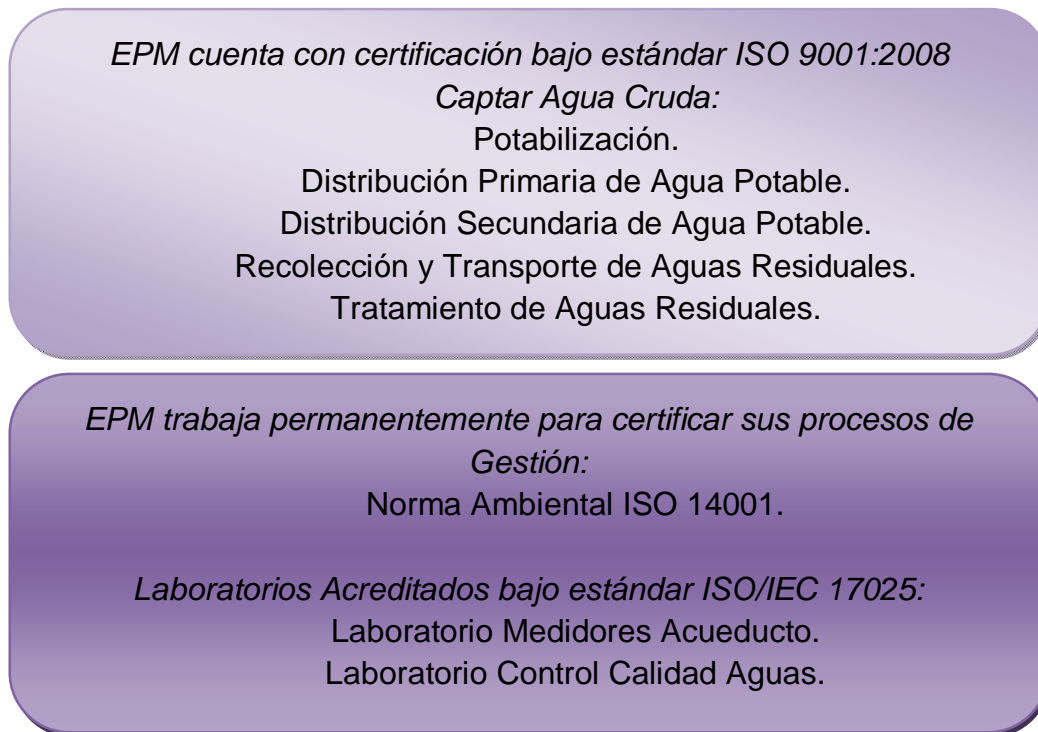 EPM cuenta con certificación bajo estándar ISO 9001:2008
Captar Agua Cruda:
Potabilización.
Distribución Primaria de Agua Potable.
Distribución Secundaria de Agua Potable.
Recolección y Transporte de Aguas Residuales.
Tratamiento de Aguas Residuales.
EPM trabaja permanentemente para certificar sus procesos de
Gestión:
Norma Ambiental ISO 14001.
Laboratorios Acreditados bajo estándar ISO/IEC 17025:
Laboratorio Medidores Acueducto.
Laboratorio Control Calidad Aguas.